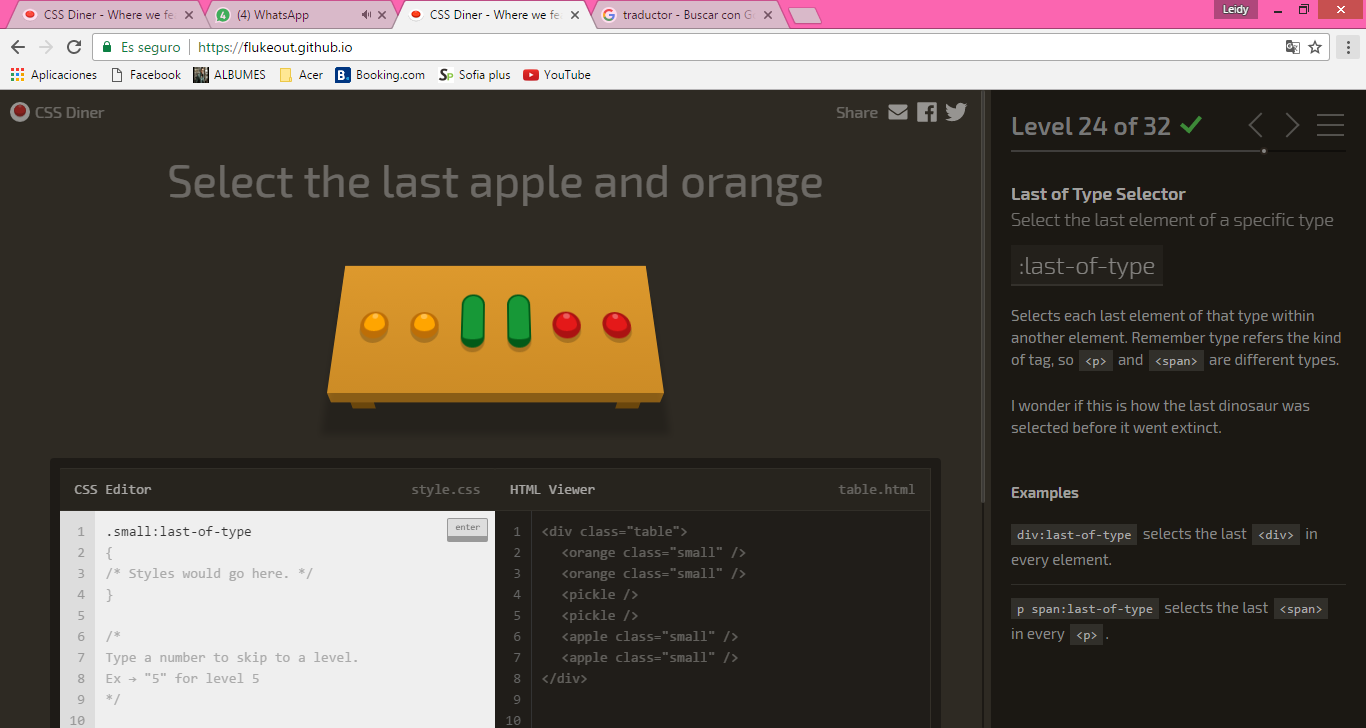 CSS Diner - Where we fe
(4) WhatsApp
CSS Diner - Where we fe
traductor - Buscar con G
Leidy
Es seguro
https://flukeout.github.io
Aplicaciones
Facebook
ALBUMES
Acer
B.
Booking.com
Sp
Sofia plus
YouTube
CSS Diner
Share
Select the last apple and orange
CSS Editor
style.css
1 .small:last-of-type
enter
2 {
3 /* Styles would go here. */
4 }
5
6 /*
7 Type a number to skip to a level.
8 Ex → "5" for level 5
9 */
10
HTML Viewer
table.html
1 <div class="table">
2 <orange class="small" />
3 <orange class="small" />
4 <pickle />
5 <pickle />
6 <apple class="small" />
7 <apple class="small" />
8 </div>
9
10
Level 24 of 32
Last of Type Selector
Select the last element of a specific type
:last-of-type
Selects each last element of that type within
another element. Remember type refers the kind
of tag, so <p> and <span> are different types.
I wonder if this is how the last dinosaur was
selected before it went extinct.
Examples
div:last-of-type selects the last <div> in
every element.
p span:last-of-type selects the last <span>
in every <p> .